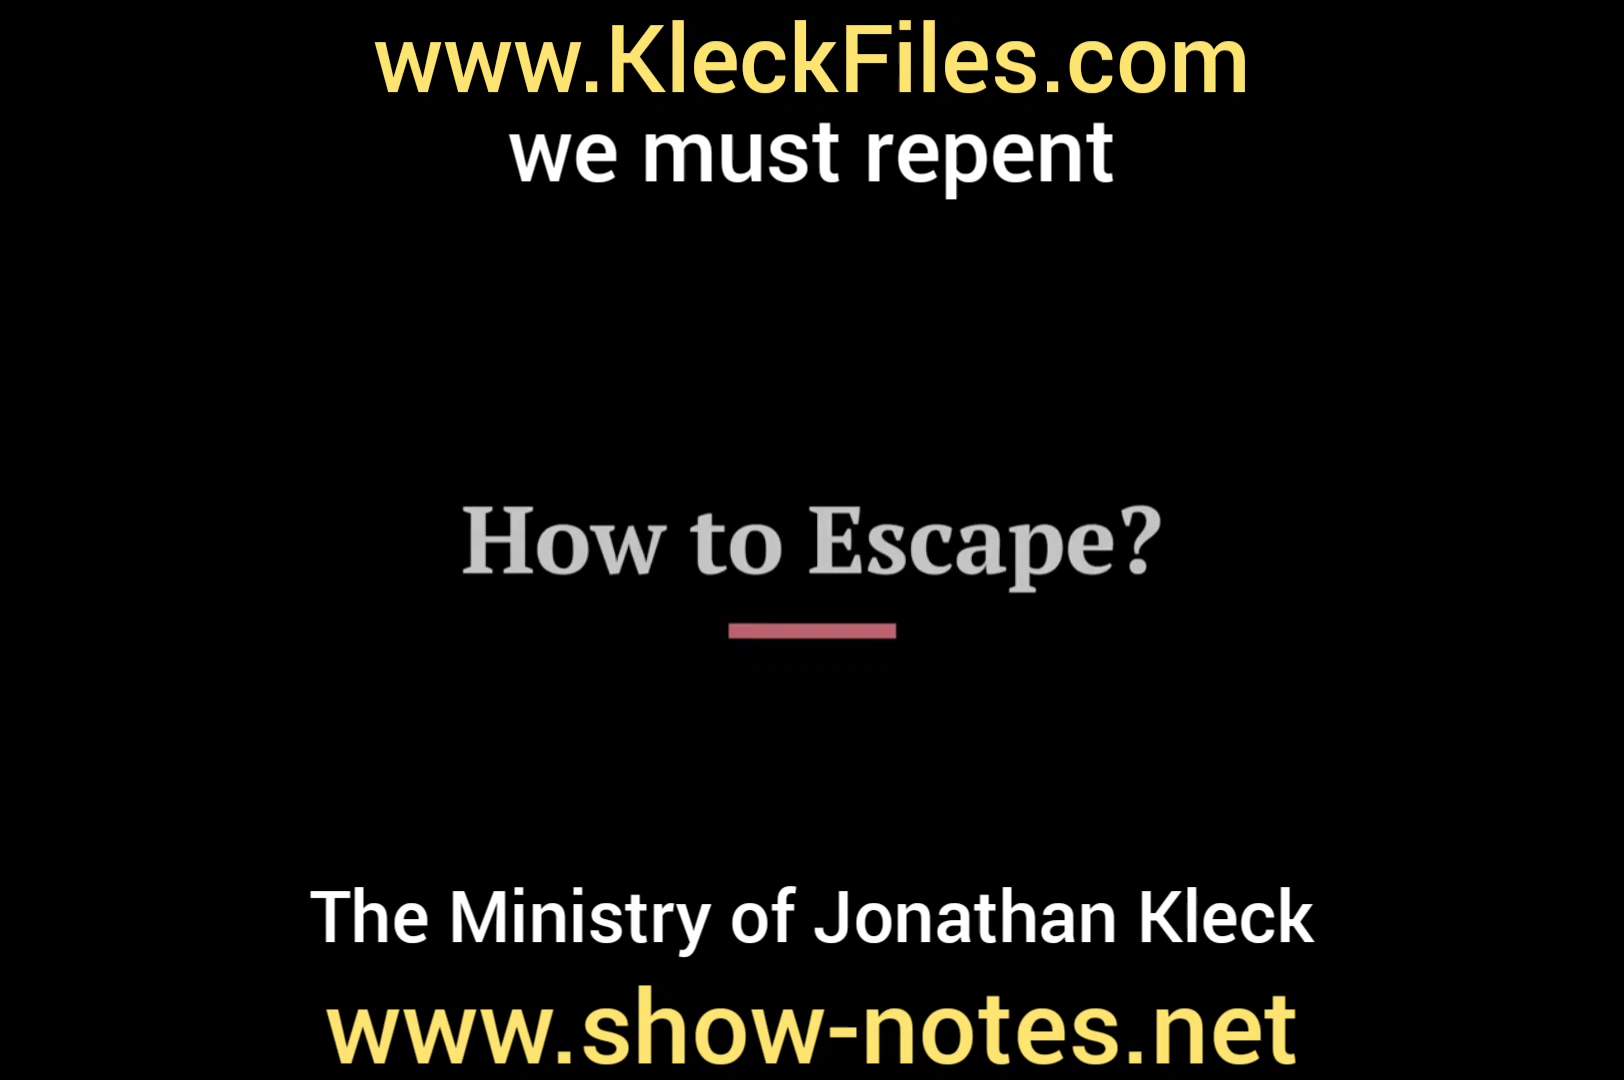 www.KleckFiles.com
we must repent
How to Escape?
The Ministry of Jonathan Kleck
www.show-notes.net